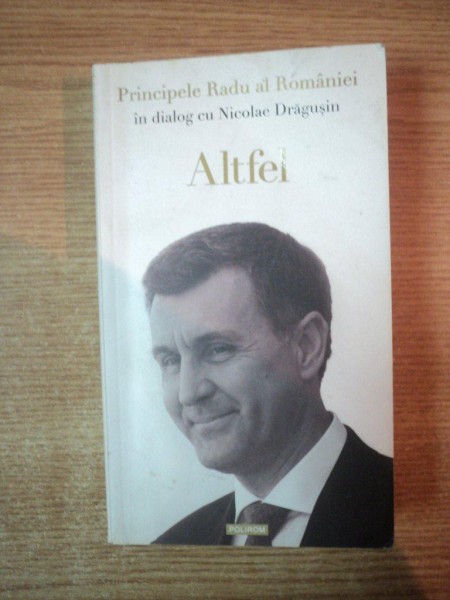 Principele Radu al României
în dialog cu Nicolae Drăgușin
Altfel
POLIROM